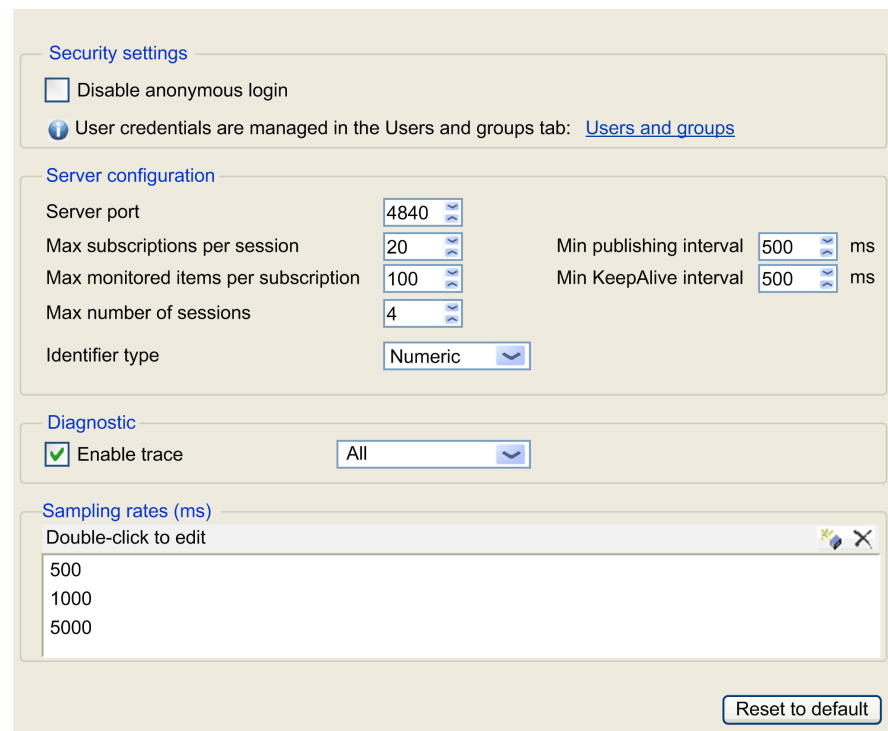 Security settings
Disable anonymous login
User credentials are managed in the Users and groups tab: Users and groups
Server configuration
Server port 4840
Max subscriptions per session 20 Min publishing interval 500 ms
Max monitored items per subscription 100 Min KeepAlive interval 500 ms
Max number of sessions 4
Identifier type Numeric
Diagnostic
Enable trace All
Sampling rates (ms)
Double-click to edit
500
1000
5000
Reset to default